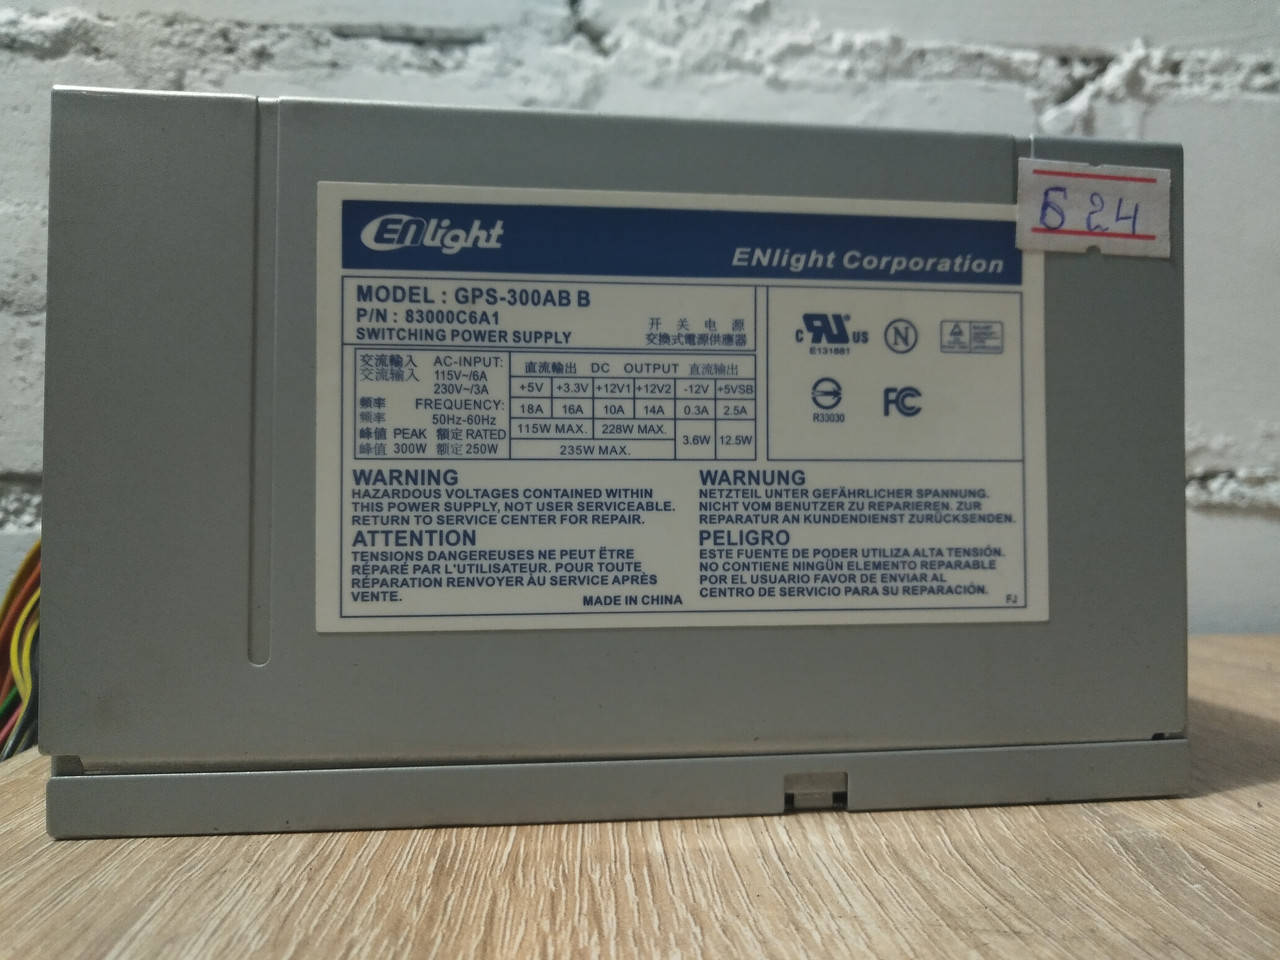 624
ENlight
ENlight Corporation
MODEL : GPS-300AB B
P/N : 83000C6A1
SWITCHING POWER SUPPLY
开 关 电 源
交換式電源供應器
交流輸入 AC-INPUT:
交流输入 115V~/6A
230V~/3A
頻率 FREQUENCY:
频率 50Hz-60Hz
峰値 PEAK 額定 RATED
峰值 300W 额定 250W
直流輸出 DC OUTPUT 直流输出
+5V +3.3V +12V1 +12V2 -12V +5VSB
18A 16A 10A 14A 0.3A 2.5A
115W MAX. 228W MAX. 3.6W 12.5W
235W MAX.
c RU US
E131881
N
R33030
FC
WARNING
HAZARDOUS VOLTAGES CONTAINED WITHIN
THIS POWER SUPPLY, NOT USER SERVICEABLE.
RETURN TO SERVICE CENTER FOR REPAIR.
ATTENTION
TENSIONS DANGEREUSES NE PEUT ËTRE
RÉPARÉ PAR L'UTILISATEUR. POUR TOUTE
RÉPARATION RENVOYER ÀU SERVICE APRÈS
VENTE.
WARNUNG
NETZTEIL UNTER GEFÄHRLICHER SPANNUNG.
NICHT VOM BENUTZER ZU REPARIEREN. ZUR
REPARATUR AN KUNDENDIENST ZURÜCKSENDEN.
PELIGRO
ESTE FUENTE DE PODER UTILIZA ALTA TENSIÓN.
NO CONTIENE NINGÚN ELEMENTO REPARABLE
POR EL USUARIO FAVOR DE ENVIAR AL
CENTRO DE SERVICIO PARA SU REPARACIÓN.
MADE IN CHINA
FJ